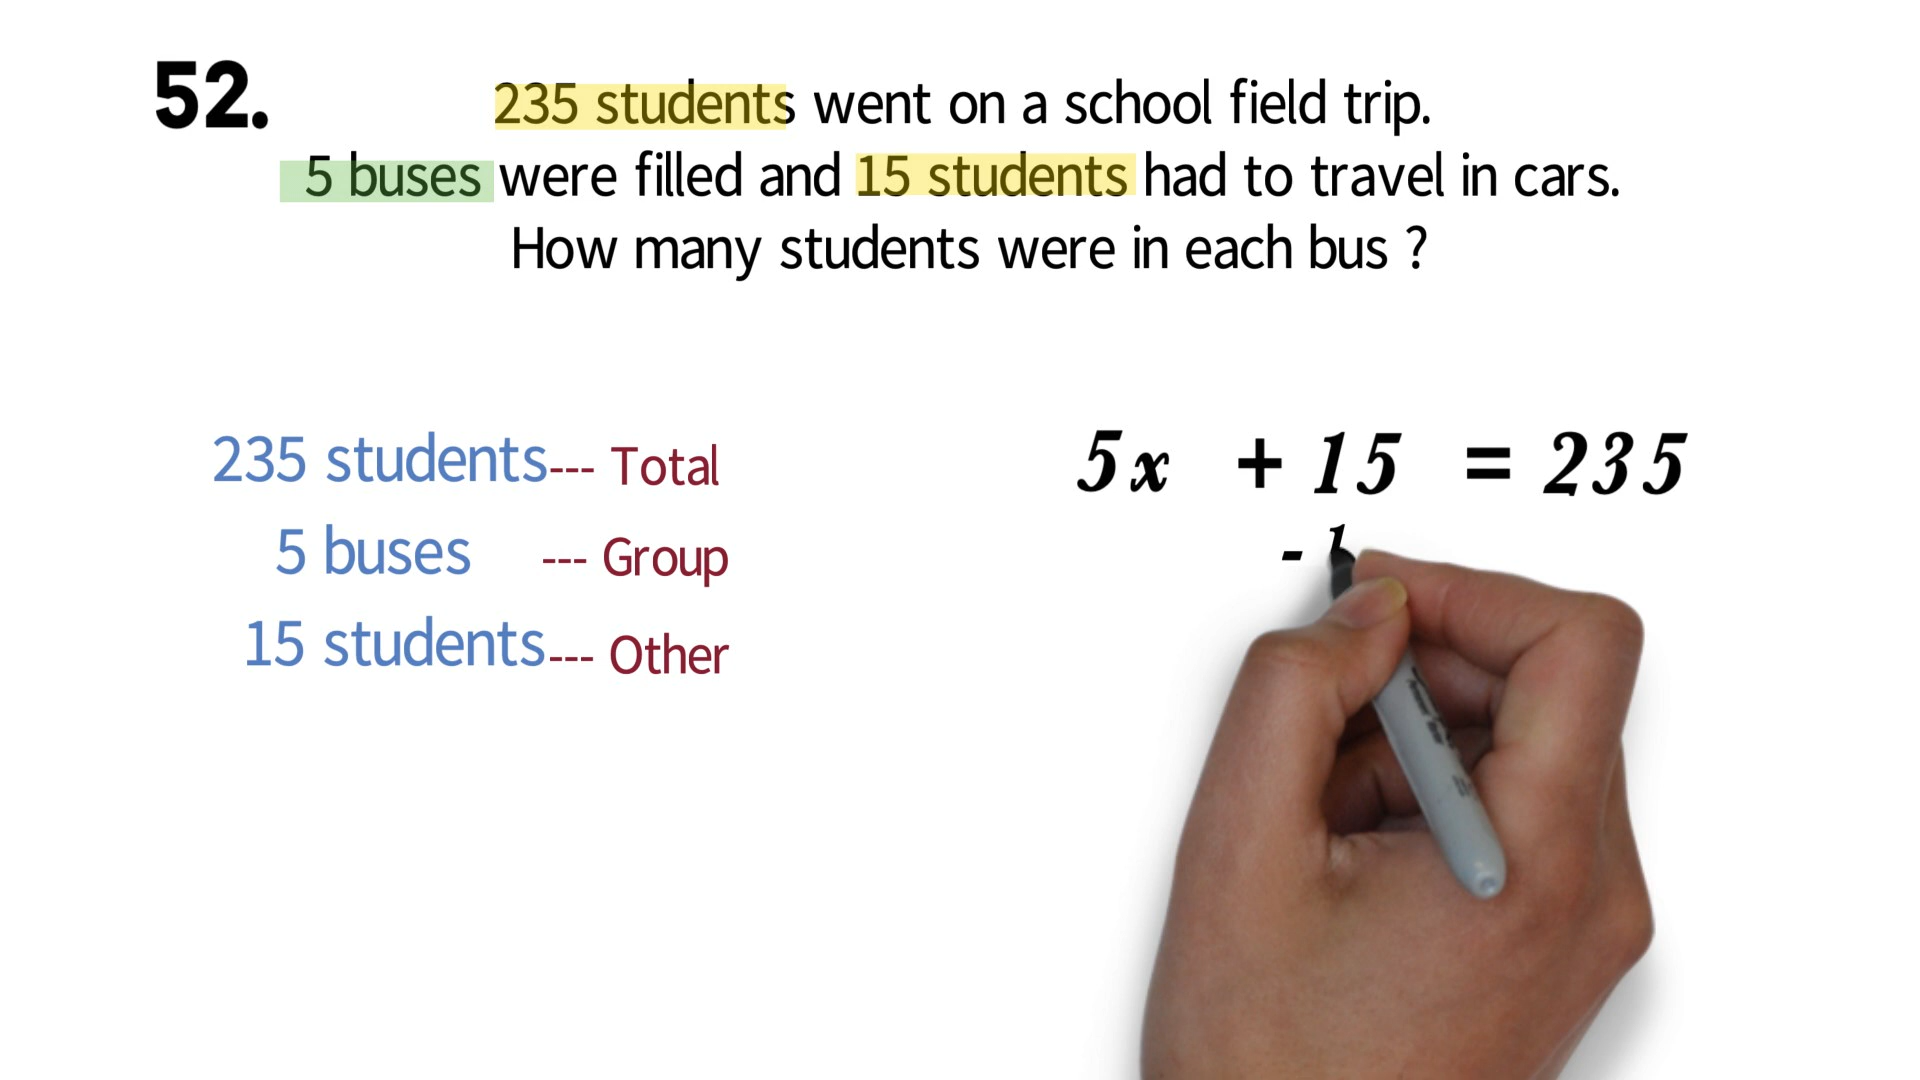 52.
235 students went on a school field trip.
5 buses were filled and 15 students had to travel in cars.
How many students were in each bus ?
235 students--- Total
5 buses --- Group
15 students--- Other
5x + 15 = 235
- 1